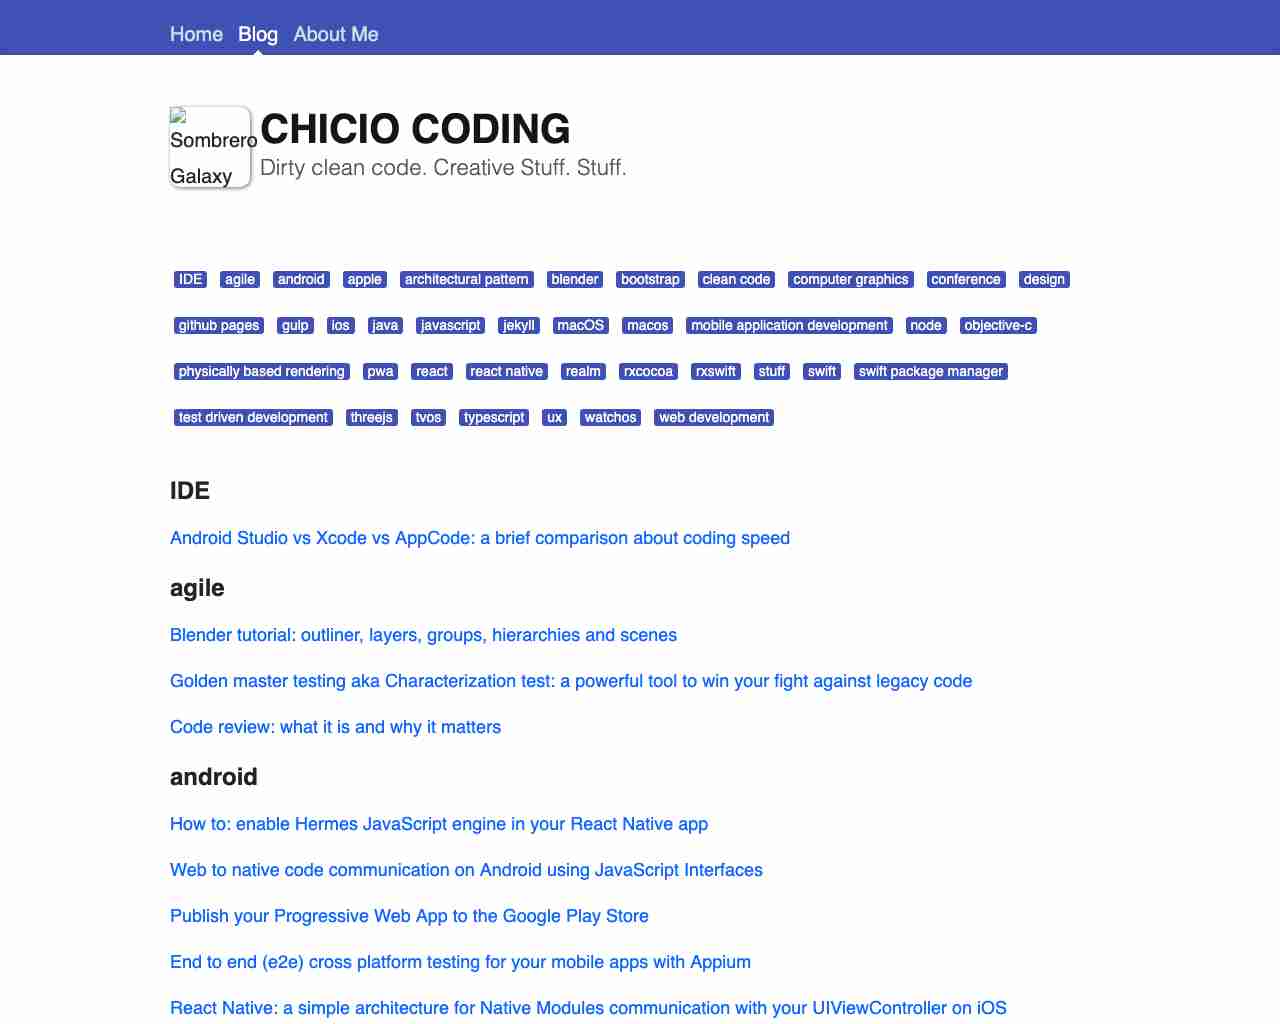 Home Blog About Me
Sombrero Galaxy
CHICIO CODING
Dirty clean code. Creative Stuff. Stuff.
IDE agile android apple architectural pattern blender bootstrap clean code computer graphics conference design
github pages gulp ios java javascript jekyll macOS macos mobile application development node objective-c
physically based rendering pwa react react native realm rxcocoa rxswift stuff swift swift package manager
test driven development threejs tvos typescript ux watchos web development
IDE
Android Studio vs Xcode vs AppCode: a brief comparison about coding speed
agile
Blender tutorial: outliner, layers, groups, hierarchies and scenes
Golden master testing aka Characterization test: a powerful tool to win your fight against legacy code
Code review: what it is and why it matters
android
How to: enable Hermes JavaScript engine in your React Native app
Web to native code communication on Android using JavaScript Interfaces
Publish your Progressive Web App to the Google Play Store
End to end (e2e) cross platform testing for your mobile apps with Appium
React Native: a simple architecture for Native Modules communication with your UIViewController on iOS